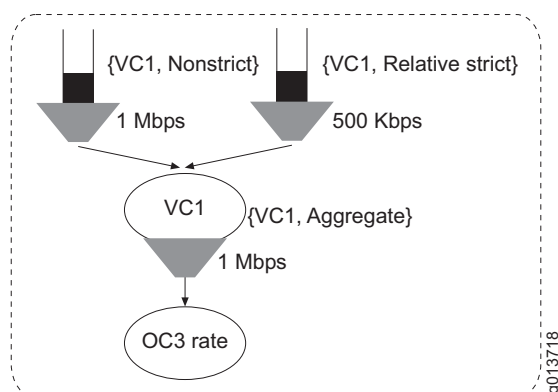 {VC1, Nonstrict}
{VC1, Relative strict}
1 Mbps
500 Kbps
VC1
{VC1, Aggregate}
1 Mbps
OC3 rate
g013718